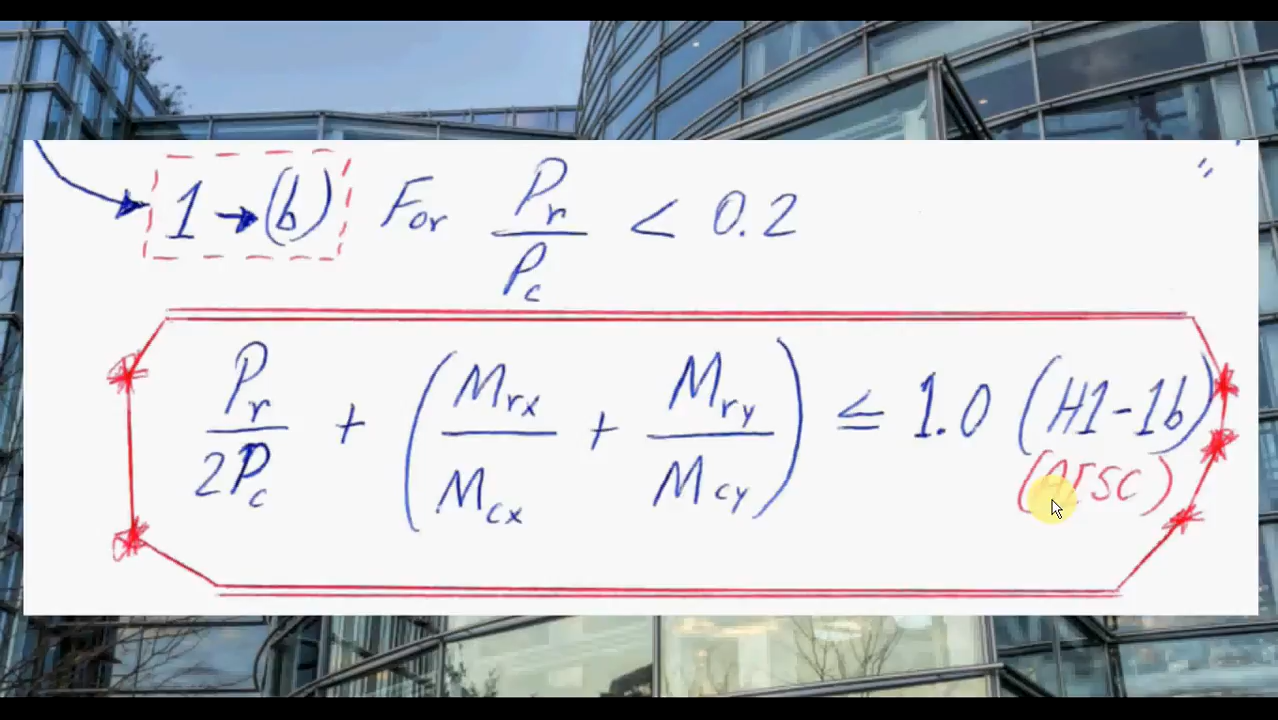 1→(b) For Pr/Pc < 0.2
Pr/2Pc + (Mrx/Mcx + Mry/Mcy) ≤ 1.0 (H1-1b)
(AISC)